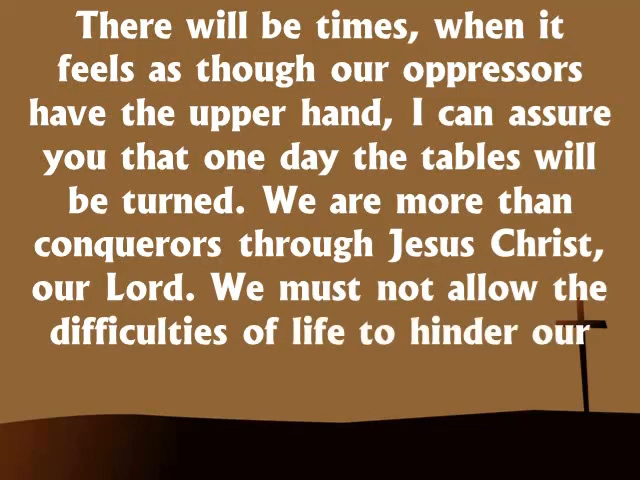 There will be times, when it
feels as though our oppressors
have the upper hand, I can assure
you that one day the tables will
be turned. We are more than
conquerors through Jesus Christ,
our Lord. We must not allow the
difficulties of life to hinder our